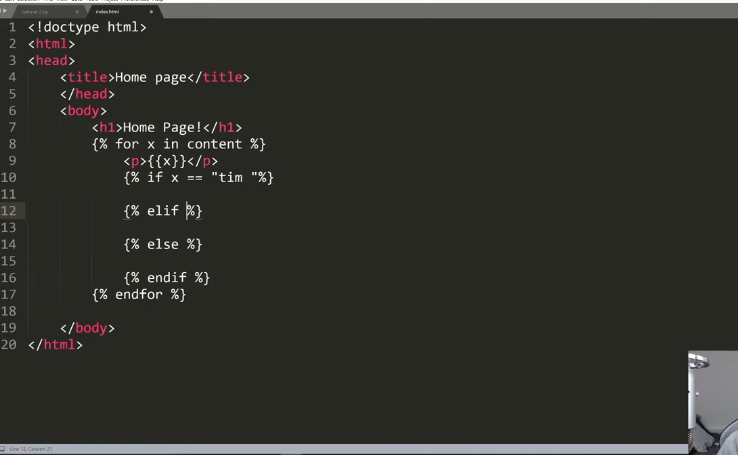 tutorial 2.py × index.html
1 <!doctype html>
2 <html>
3 <head>
4 <title>Home page</title>
5 </head>
6 <body>
7 <h1>Home Page!</h1>
8 {% for x in content %}
9 <p>{{x}}</p>
10 {% if x == "tim "%}
11
12 {% elif %}
13
14 {% else %}
15
16 {% endif %}
17 {% endfor %}
18
19 </body>
20 </html>
Line 12, Column 21